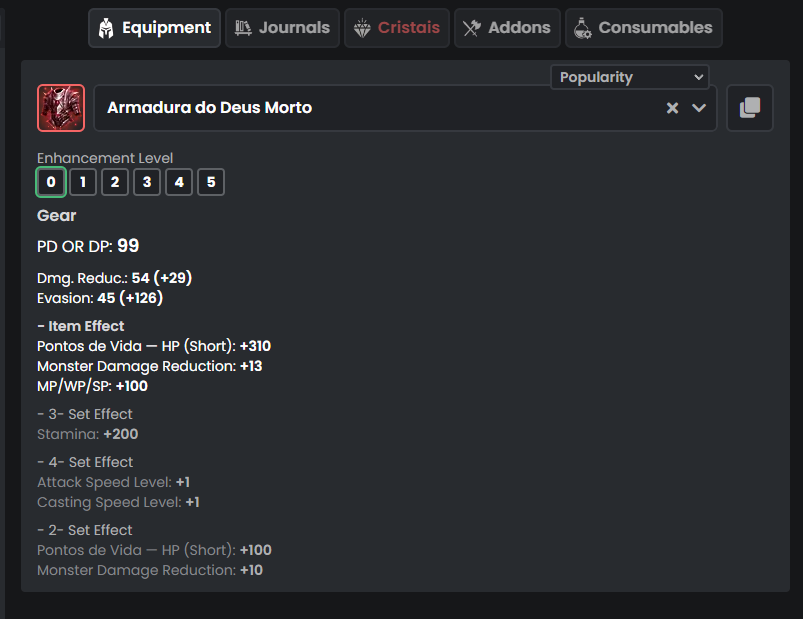 Equipment Journals Cristais Addons Consumables
Popularity
Armadura do Deus Morto
Enhancement Level
0 1 2 3 4 5
Gear
PD OR DP: 99
Dmg. Reduc.: 54 (+29)
Evasion: 45 (+126)
- Item Effect
Pontos de Vida — HP (Short): +310
Monster Damage Reduction: +13
MP/WP/SP: +100
- 3- Set Effect
Stamina: +200
- 4- Set Effect
Attack Speed Level: +1
Casting Speed Level: +1
- 2- Set Effect
Pontos de Vida — HP (Short): +100
Monster Damage Reduction: +10